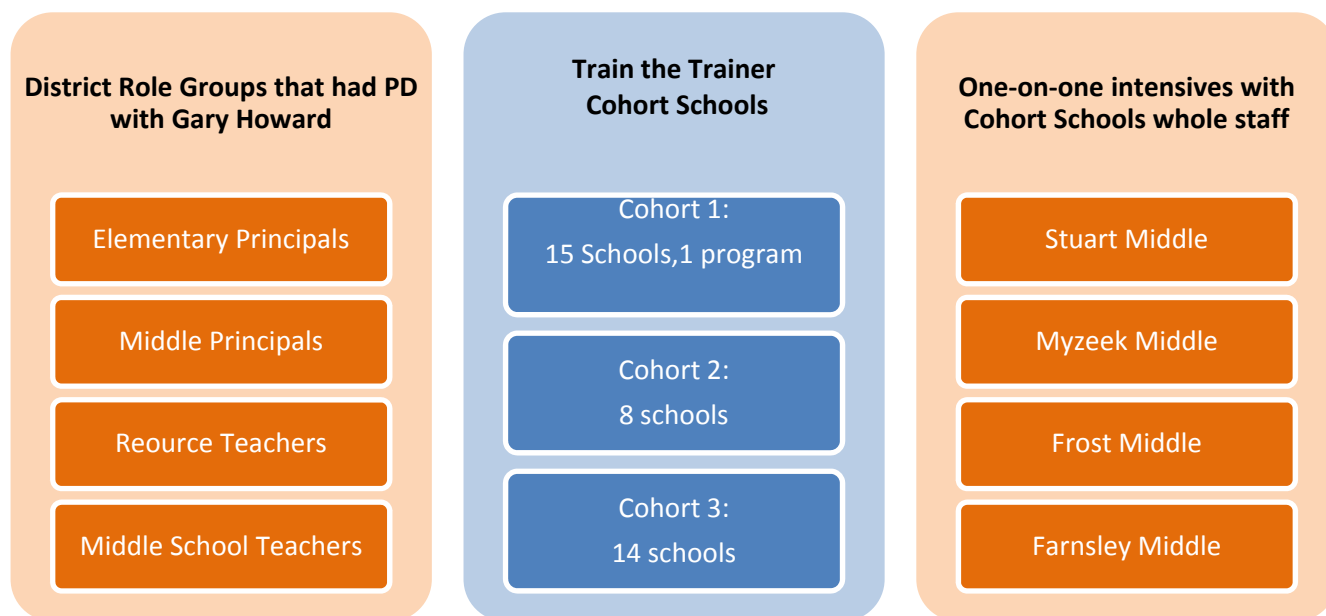 District Role Groups that had PD
with Gary Howard
Elementary Principals
Middle Principals
Reource Teachers
Middle School Teachers
Train the Trainer
Cohort Schools
Cohort 1:
15 Schools,1 program
Cohort 2:
8 schools
Cohort 3:
14 schools
One-on-one intensives with
Cohort Schools whole staff
Stuart Middle
Myzeek Middle
Frost Middle
Farnsley Middle